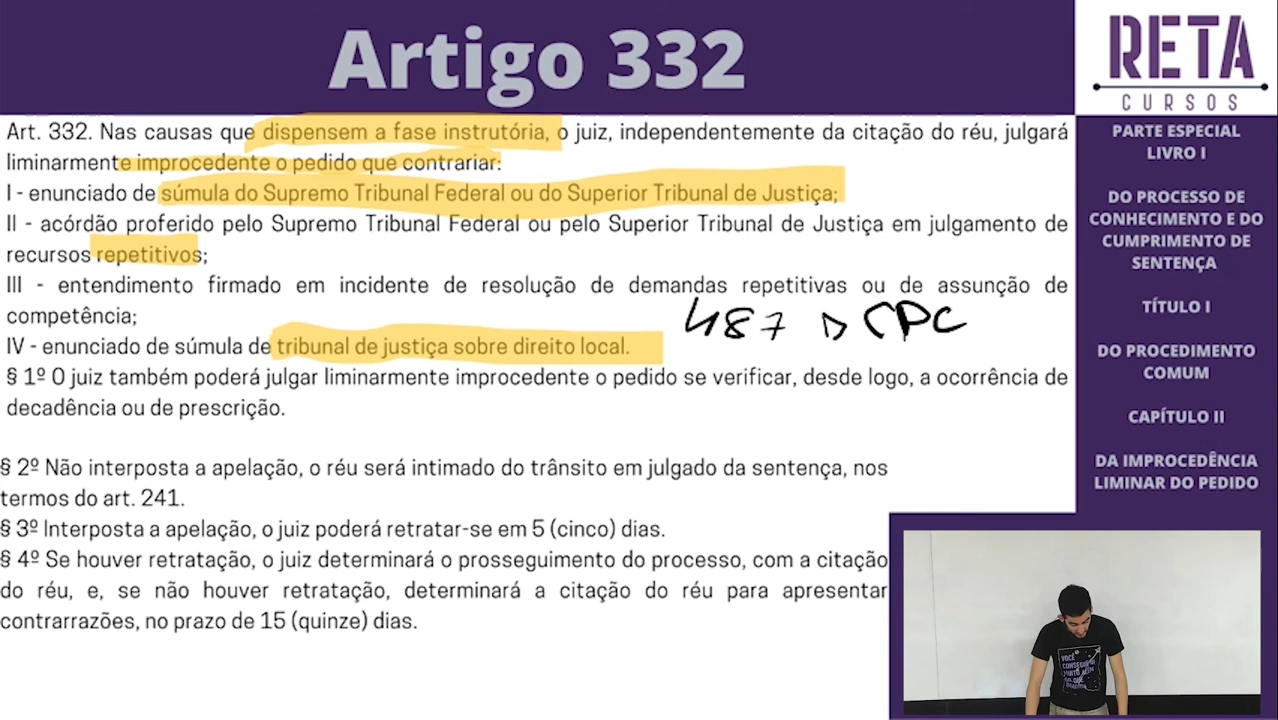 Artigo 332
RETA
CURSOS
Art. 332. Nas causas que dispensem a fase instrutória, o juiz, independentemente da citação do réu, julgará
liminarmente improcedente o pedido que contrariar:
I - enunciado de súmula do Supremo Tribunal Federal ou do Superior Tribunal de Justiça;
II - acórdão proferido pelo Supremo Tribunal Federal ou pelo Superior Tribunal de Justiça em julgamento de
recursos repetitivos;
III - entendimento firmado em incidente de resolução de demandas repetitivas ou de assunção de
competência;
487 D CPC
IV - enunciado de súmula de tribunal de justiça sobre direito local.
§ 1º O juiz também poderá julgar liminarmente improcedente o pedido se verificar, desde logo, a ocorrência de
decadência ou de prescrição.
§ 2º Não interposta a apelação, o réu será intimado do trânsito em julgado da sentença, nos
termos do art. 241.
§ 3º Interposta a apelação, o juiz poderá retratar-se em 5 (cinco) dias.
§ 4º Se houver retratação, o juiz determinará o prosseguimento do processo, com a citação
do réu, e, se não houver retratação, determinará a citação do réu para apresentar
contrarrazões, no prazo de 15 (quinze) dias.
PARTE ESPECIAL
LIVRO I
DO PROCESSO DE
CONHECIMENTO E DO
CUMPRIMENTO DE
SENTENÇA
TÍTULO I
DO PROCEDIMENTO
COMUM
CAPÍTULO II
DA IMPROCEDÊNCIA
LIMINAR DO PEDIDO
VOCÊ
CONSEGUE IR
MUITO ALÉM
DO QUE
IMAGINA